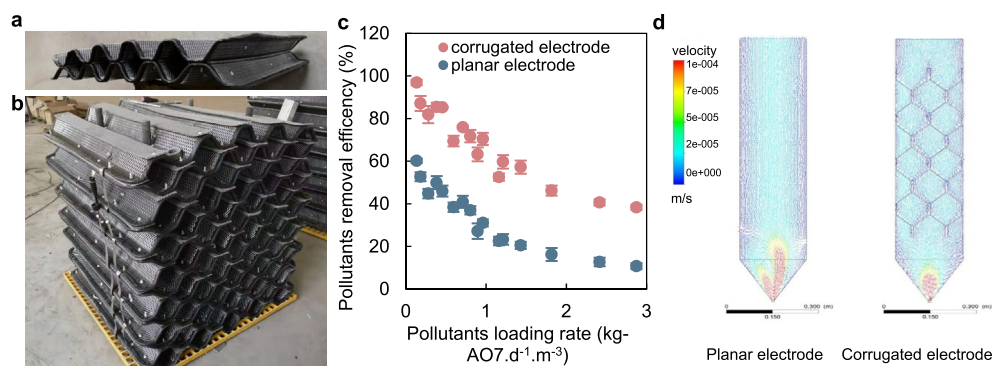 a
b
c
120
100
80
60
40
20
0
Pollutants removal efficency (%)
corrugated electrode
planar electrode
0
1
2
3
Pollutants loading rate (kg-
AO7.d-1.m-3)
d
velocity
1e-004
7e-005
5e-005
2e-005
0e+000
m/s
0
0.300 (m)
0.150
Planar electrode
0
0.300 (m)
0.150
Corrugated electrode